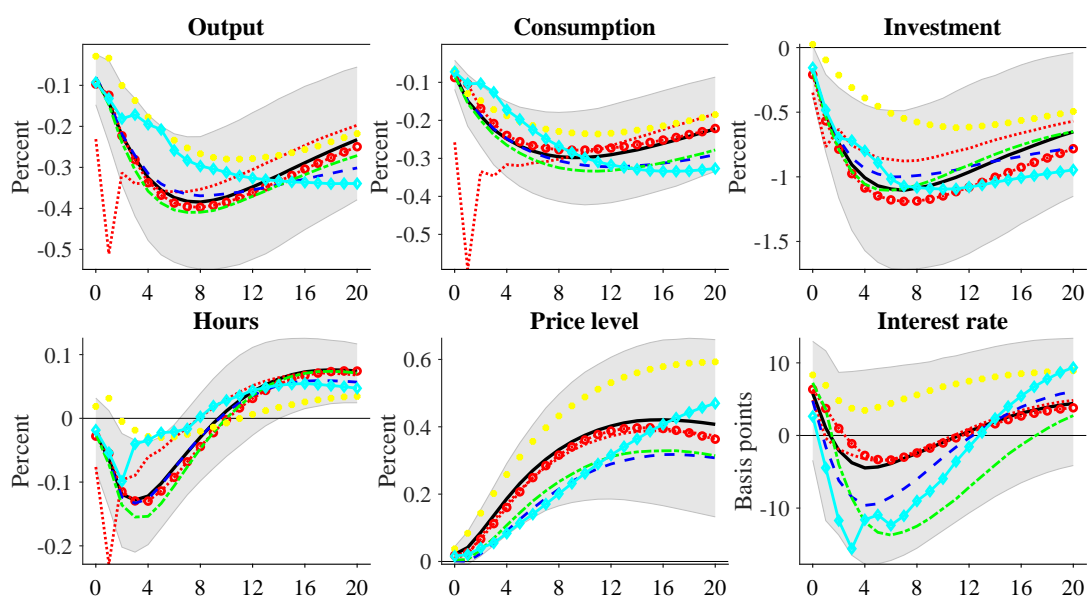 Output
Percent
-0.1
-0.2
-0.3
-0.4
-0.5
0 4 8 12 16 20
Consumption
Percent
-0.1
-0.2
-0.3
-0.4
-0.5
0 4 8 12 16 20
Investment
Percent
0
-0.5
-1
-1.5
0 4 8 12 16 20
Hours
Percent
0.1
0
-0.1
-0.2
0 4 8 12 16 20
Price level
Percent
0.6
0.4
0.2
0
0 4 8 12 16 20
Interest rate
Basis points
10
0
-10
0 4 8 12 16 20